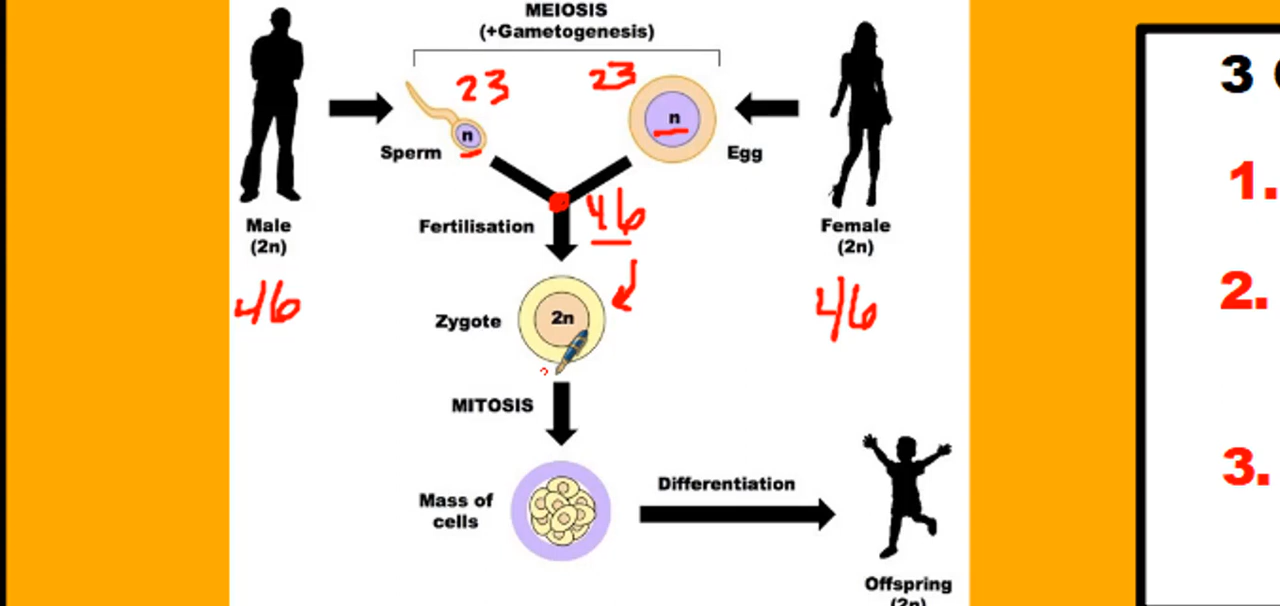 MEIOSIS
(+Gametogenesis)
23
23
n
n
Sperm
Egg
Male
(2n)
Fertilisation
46
Female
(2n)
46
46
Zygote
2n
MITOSIS
Mass of
cells
Differentiation
Offspring
(2n)
3
1.
2.
3.